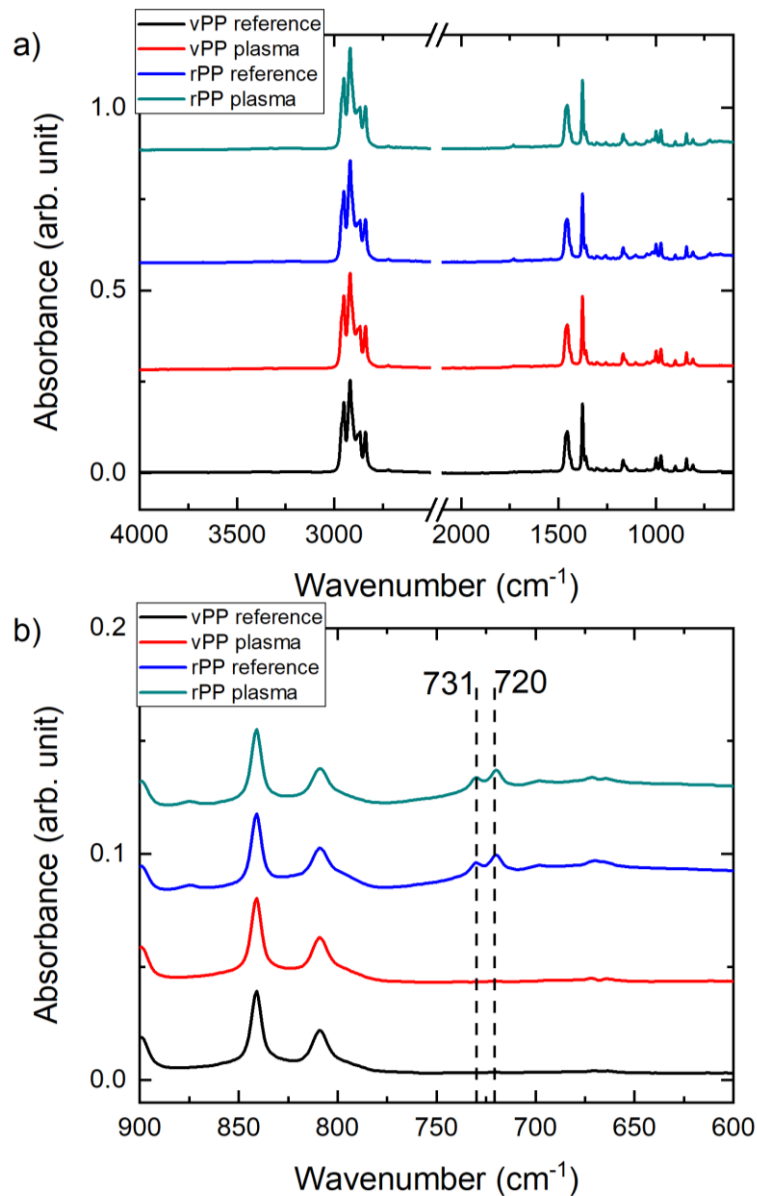 a)
vPP reference
vPP plasma
rPP reference
rPP plasma
1.0
0.5
0.0
Absorbance (arb. unit)
4000 3500 3000 2000 1500 1000
Wavenumber (cm⁻¹)
b)
vPP reference
vPP plasma
rPP reference
rPP plasma
731 720
0.2
0.1
0.0
Absorbance (arb. unit)
900 850 800 750 700 650 600
Wavenumber (cm⁻¹)